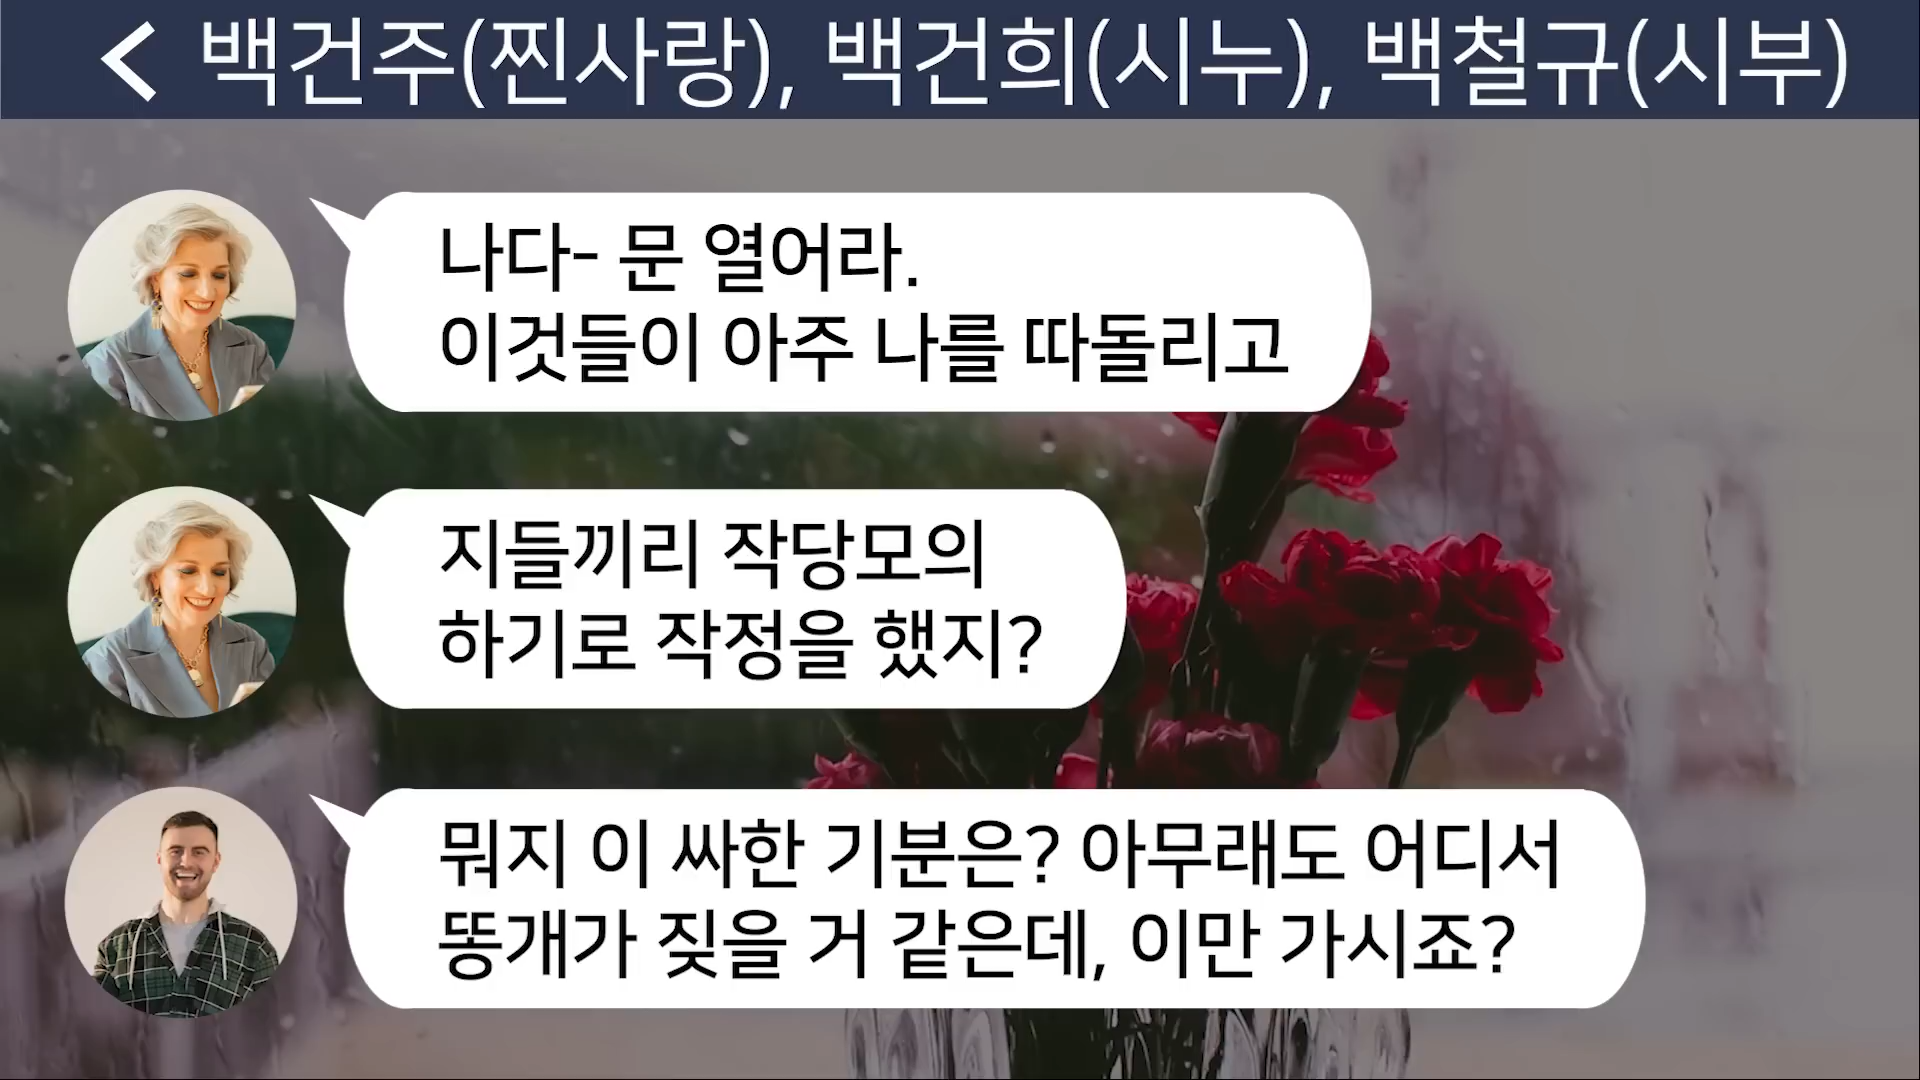 백건주(찐사랑), 백건희(시누), 백철규(시부)
나다- 문 열어라.
이것들이 아주 나를 따돌리고
지들끼리 작당모의
하기로 작정을 했지?
뭐지 이 싸한 기분은? 아무래도 어디서
똥개가 짖을 거 같은데, 이만 가시죠?